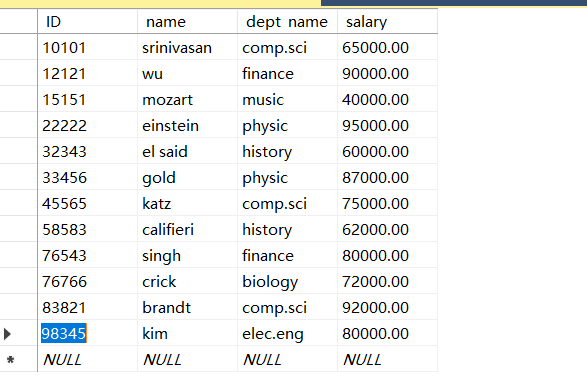 ID name dept name salary
10101 srinivasan comp.sci 65000.00
12121 wu finance 90000.00
15151 mozart music 40000.00
22222 einstein physic 95000.00
32343 el said history 60000.00
33456 gold physic 87000.00
45565 katz comp.sci 75000.00
58583 califieri history 62000.00
76543 singh finance 80000.00
76766 crick biology 72000.00
83821 brandt comp.sci 92000.00
98345 kim elec.eng 80000.00
NULL NULL NULL NULL